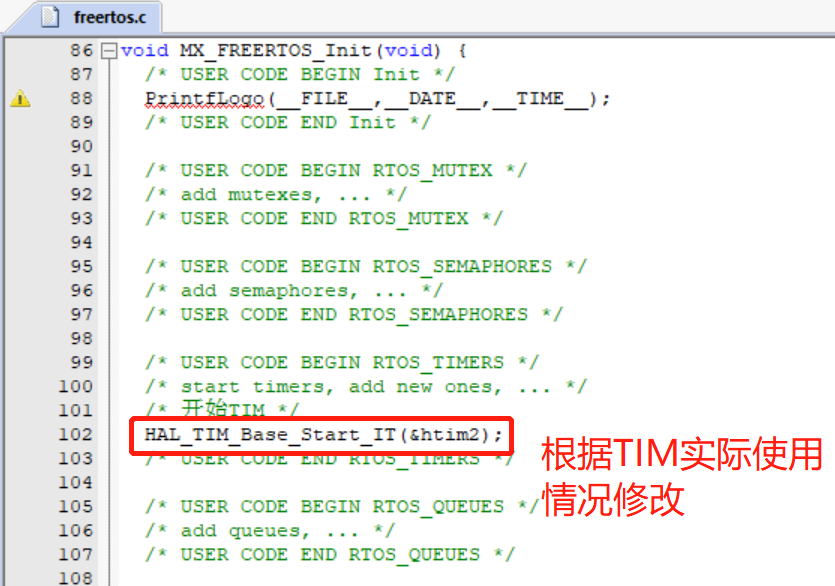 freertos.c
86 void MX_FREERTOS_Init(void) {
87 /* USER CODE BEGIN Init */
88 PrintfLogo(__FILE__,__DATE__,__TIME__);
89 /* USER CODE END Init */
90
91 /* USER CODE BEGIN RTOS_MUTEX */
92 /* add mutexes, ... */
93 /* USER CODE END RTOS_MUTEX */
94
95 /* USER CODE BEGIN RTOS_SEMAPHORES */
96 /* add semaphores, ... */
97 /* USER CODE END RTOS_SEMAPHORES */
98
99 /* USER CODE BEGIN RTOS_TIMERS */
100 /* start timers, add new ones, ... */
101 /* 开始TIM */
102 HAL_TIM_Base_Start_IT(&htim2);
103 /* USER CODE END RTOS_TIMERS */
104
105 /* USER CODE BEGIN RTOS_QUEUES */
106 /* add queues, ... */
107 /* USER CODE END RTOS_QUEUES */
108
根据TIM实际使用
情况修改